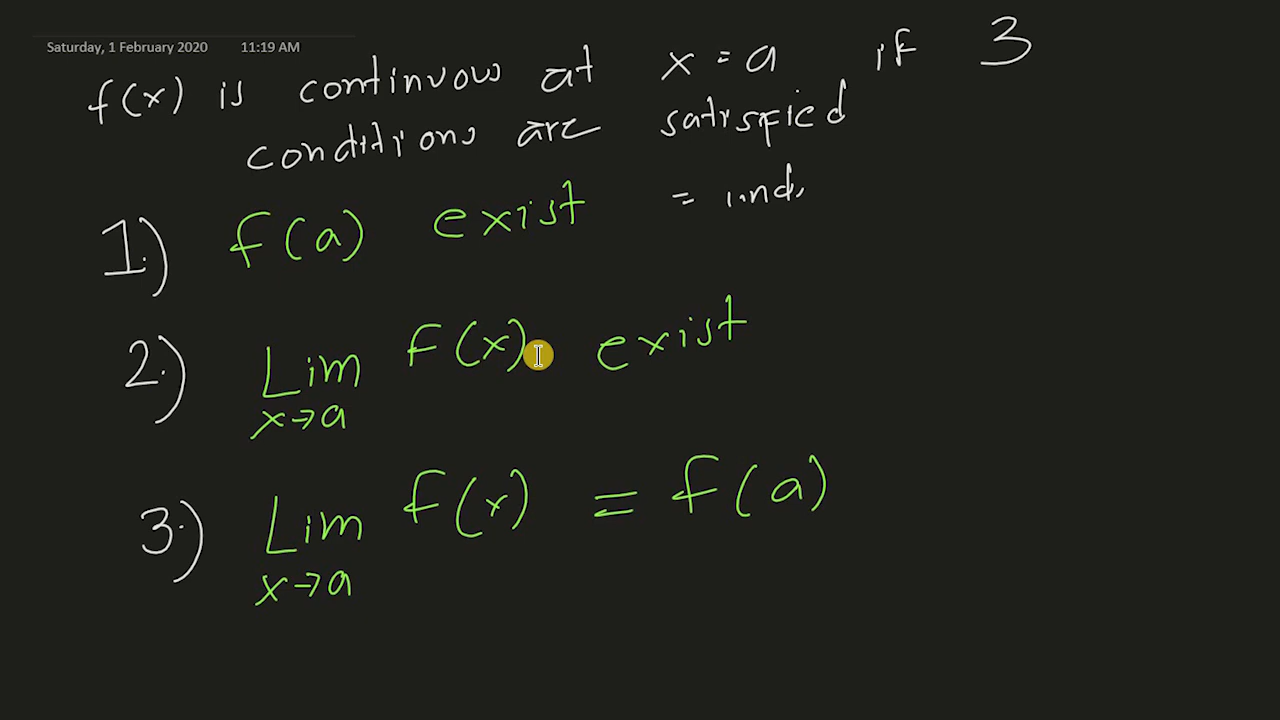 Saturday, 1 February 2020 11:19 AM
f(x) is continuous at x = a if 3
conditions are satisfied
1.) f(a) exist = und.
2.) Lim f(x) exist
x→a
3.) Lim f(x) = f(a)
x→a